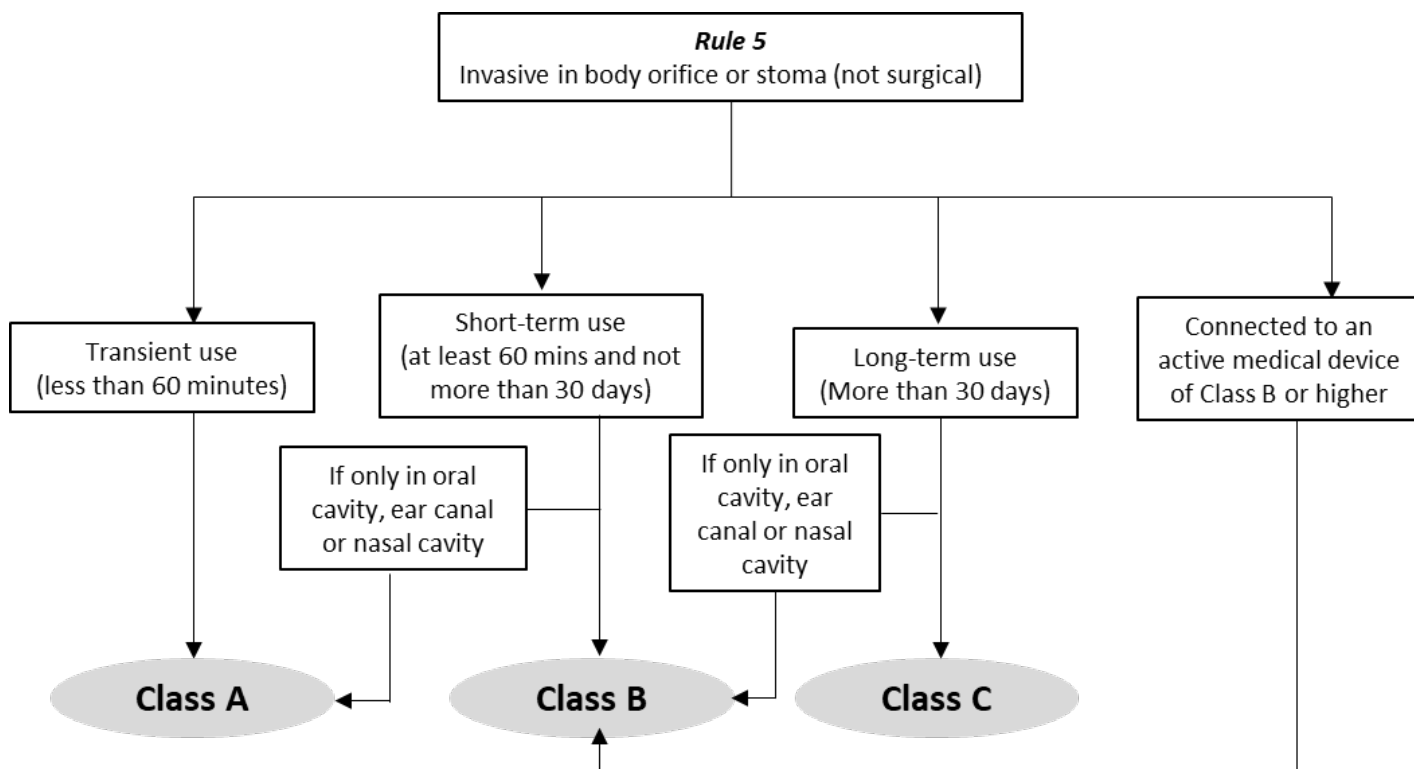 Rule 5
Invasive in body orifice or stoma (not surgical)
Transient use
(less than 60 minutes)
Short-term use
(at least 60 mins and not
more than 30 days)
Long-term use
(More than 30 days)
Connected to an
active medical device
of Class B or higher
If only in oral
cavity, ear canal
or nasal cavity
If only in oral
cavity, ear
canal or nasal
cavity
Class A
Class B
Class C